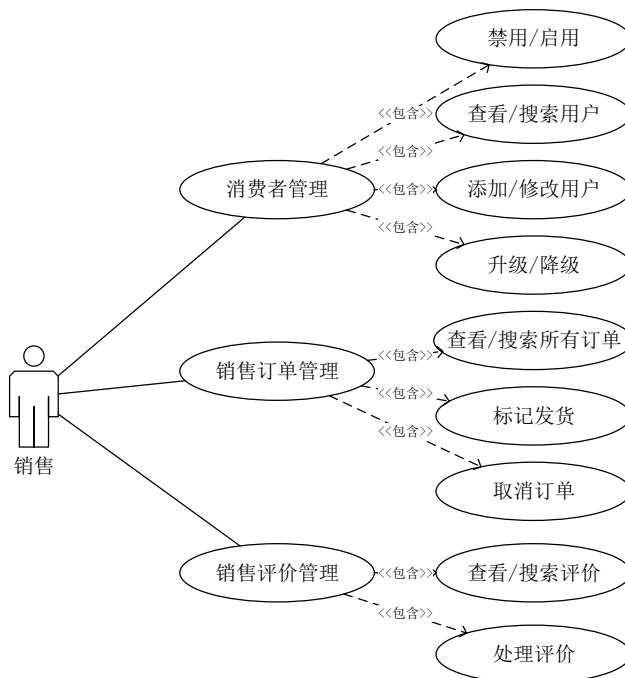 禁用/启用
<<包含>>
查看/搜索用户
<<包含>>
消费者管理
<<包含>>
添加/修改用户
<<包含>>
升级/降级
查看/搜索所有订单
<<包含>>
销售订单管理
<<包含>>
标记发货
<<包含>>
销售
取消订单
销售评价管理
<<包含>>
查看/搜索评价
<<包含>>
处理评价